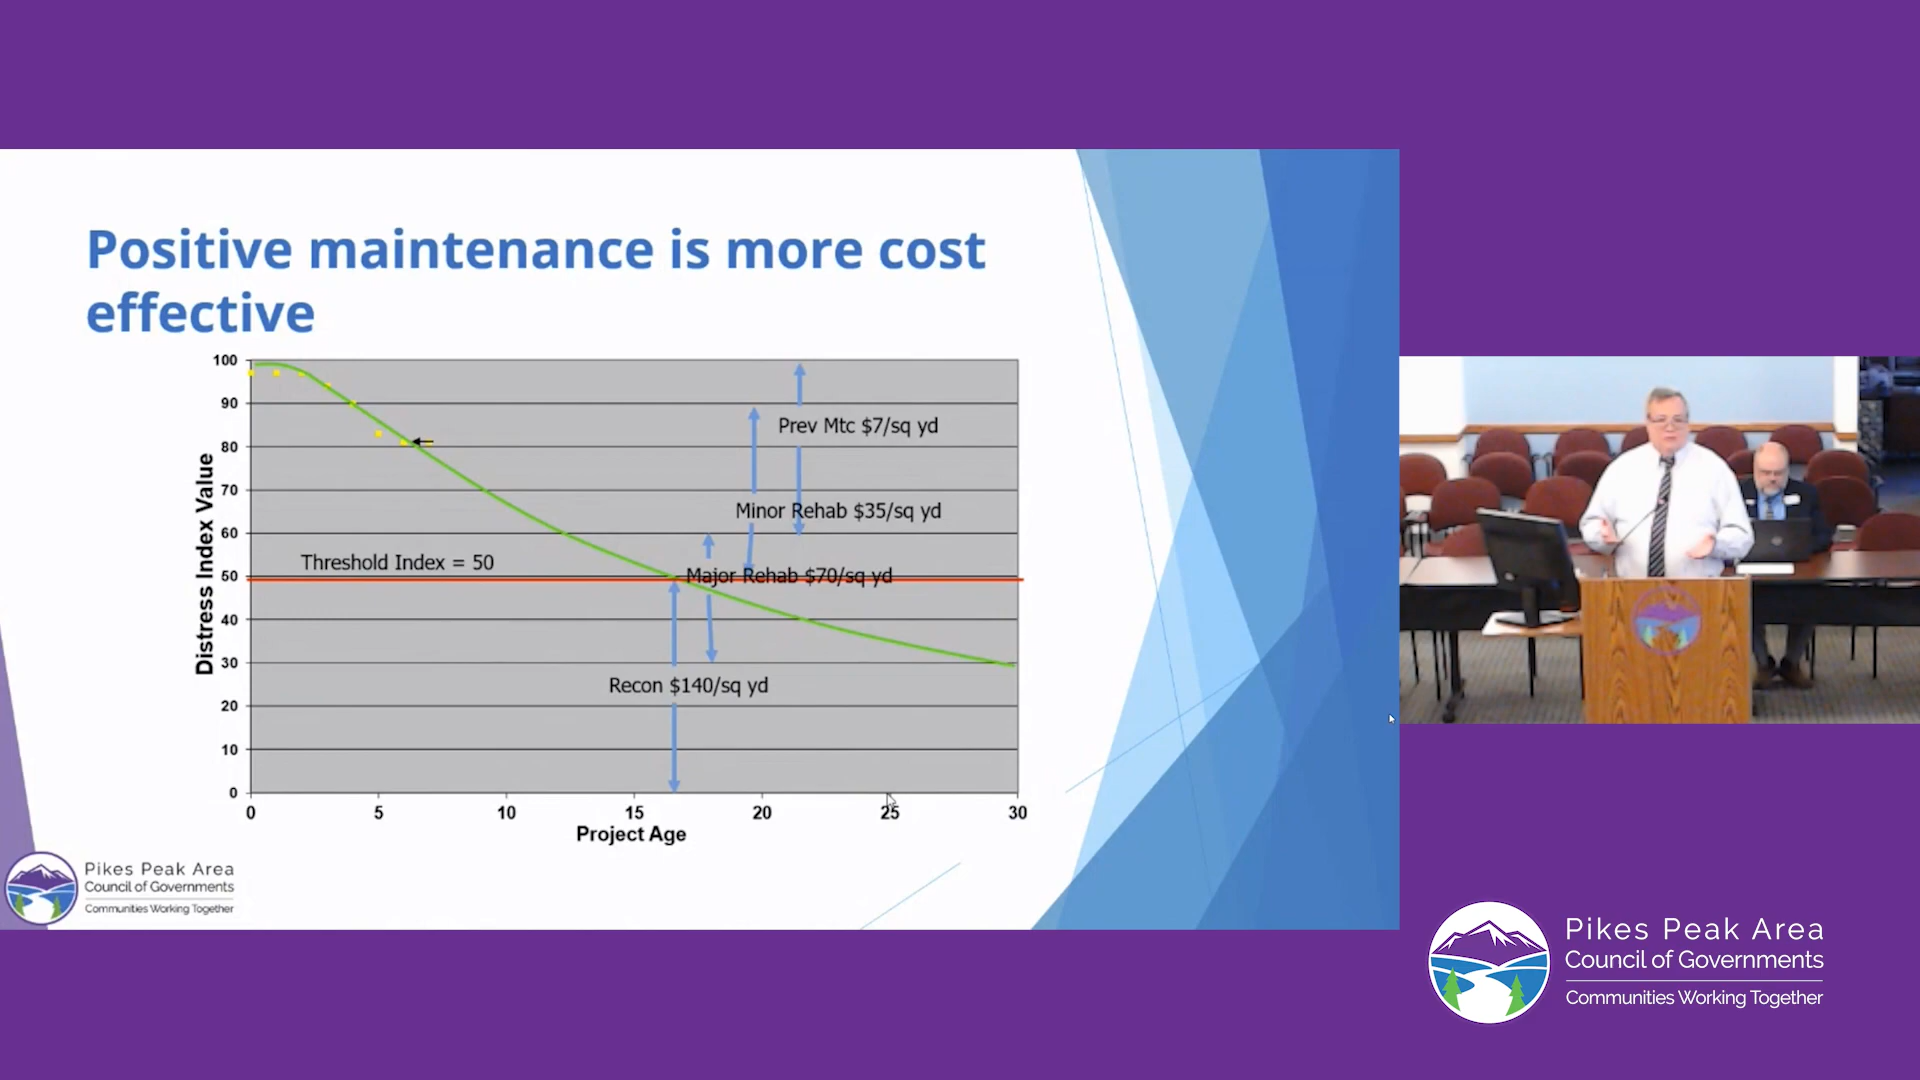 Positive maintenance is more cost
effective
100
90
80
70
60
50
40
30
20
10
0
Distress Index Value
Prev Mtc $7/sq yd
Minor Rehab $35/sq yd
Threshold Index = 50
Major Rehab $70/sq yd
Recon $140/sq yd
0 5 10 15 20 25 30
Project Age
Pikes Peak Area
Council of Governments
Communities Working Together
Pikes Peak Area
Council of Governments
Communities Working Together